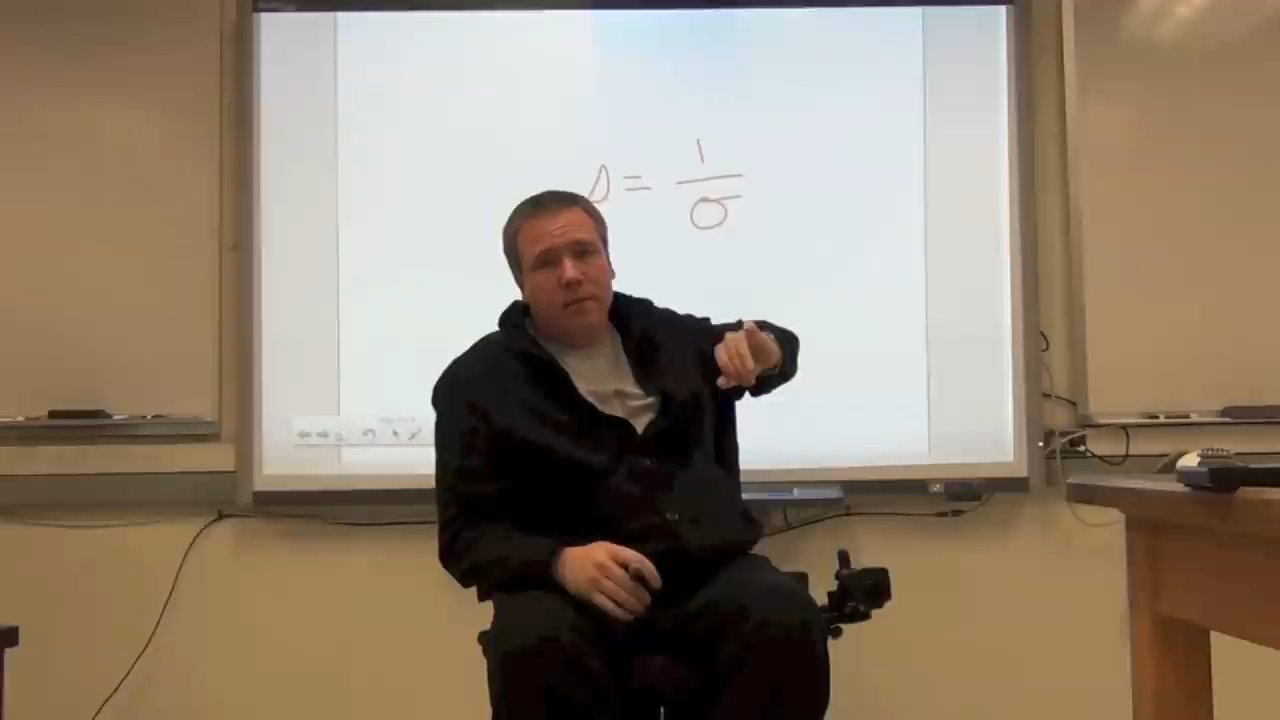 s = 1/σ